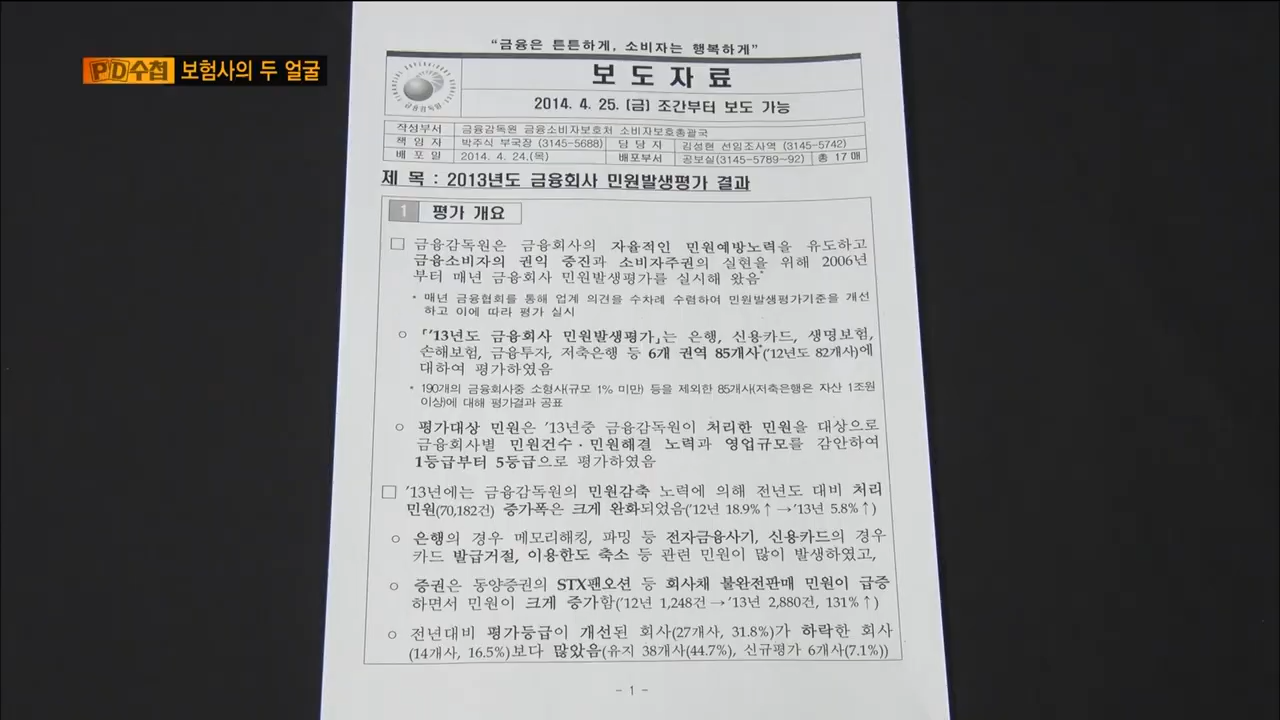 PD수첩 보험사의 두 얼굴
"금융은 튼튼하게, 소비자는 행복하게"
보 도 자 료
2014. 4. 25. (금) 조간부터 보도 가능
작성부서 금융감독원 금융소비자보호처 소비자보호총괄국
책 임 자 박주식 부국장 (3145-5688) 담 당 자 김성현 선임조사역 (3145-5742)
배 포 일 2014. 4. 24.(목) 배포부서 공보실(3145-5789~92) 총 17 매
제 목 : 2013년도 금융회사 민원발생평가 결과
1 평가 개요
□ 금융감독원은 금융회사의 자율적인 민원예방노력을 유도하고
금융소비자의 권익 증진과 소비자주권의 실현을 위해 2006년
부터 매년 금융회사 민원발생평가를 실시해 왔음*
* 매년 금융협회를 통해 업계 의견을 수차례 수렴하여 민원발생평가기준을 개선
하고 이에 따라 평가 실시
○ 「'13년도 금융회사 민원발생평가」는 은행, 신용카드, 생명보험,
손해보험, 금융투자, 저축은행 등 6개 권역 85개사*('12년도 82개사)에
대하여 평가하였음
* 190개의 금융회사중 소형사(규모 1% 미만) 등을 제외한 85개사(저축은행은 자산 1조원
이상)에 대해 평가결과 공표
○ 평가대상 민원은 '13년중 금융감독원이 처리한 민원을 대상으로
금융회사별 민원건수 · 민원해결 노력과 영업규모를 감안하여
1등급부터 5등급으로 평가하였음
□ '13년에는 금융감독원의 민원감축 노력에 의해 전년도 대비 처리
민원(70,182건) 증가폭은 크게 완화되었음('12년 18.9%↑→'13년 5.8%↑)
○ 은행의 경우 메모리해킹, 파밍 등 전자금융사기, 신용카드의 경우
카드 발급거절, 이용한도 축소 등 관련 민원이 많이 발생하였고,
○ 증권은 동양증권의 STX팬오션 등 회사채 불완전판매 민원이 급증
하면서 민원이 크게 증가함('12년 1,248건→'13년 2,880건, 131%↑)
○ 전년대비 평가등급이 개선된 회사(27개사, 31.8%)가 하락한 회사
(14개사, 16.5%)보다 많았음(유지 38개사(44.7%), 신규평가 6개사(7.1%))
- 1 -